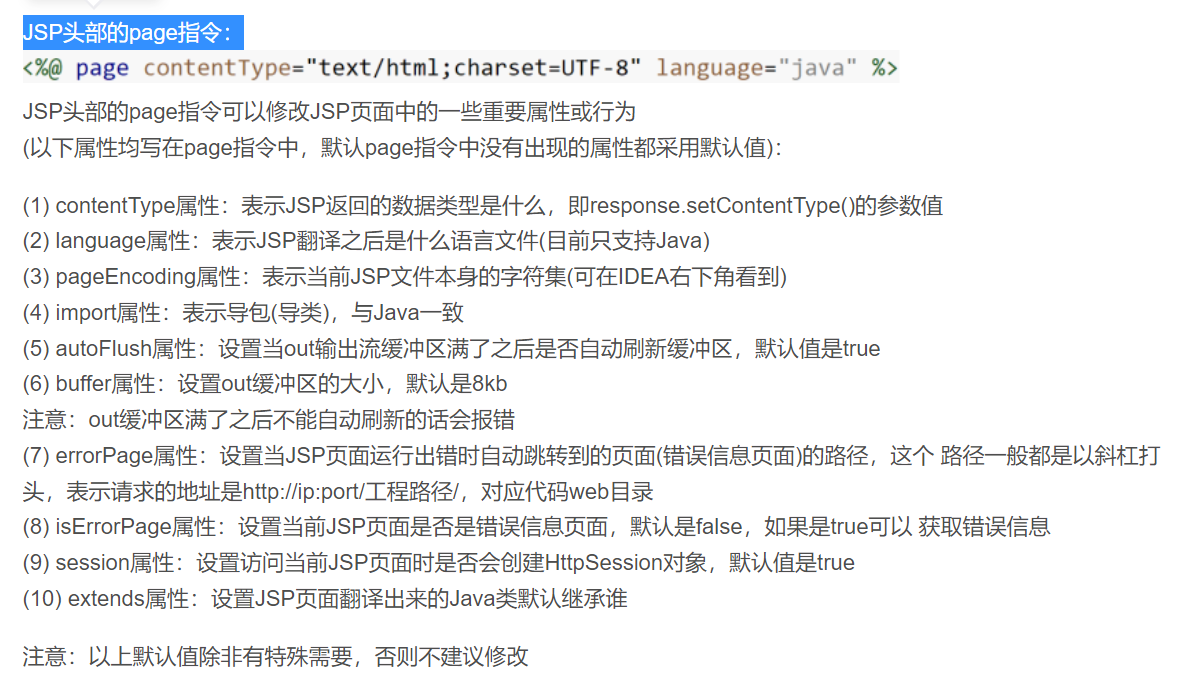 JSP头部的page指令：
<%@ page contentType="text/html;charset=UTF-8" language="java" %>
JSP头部的page指令可以修改JSP页面中的一些重要属性或行为
(以下属性均写在page指令中，默认page指令中没有出现的属性都采用默认值)：
(1) contentType属性：表示JSP返回的数据类型是什么，即response.setContentType()的参数值
(2) language属性：表示JSP翻译之后是什么语言文件(目前只支持Java)
(3) pageEncoding属性：表示当前JSP文件本身的字符集(可在IDEA右下角看到)
(4) import属性：表示导包(导类)，与Java一致
(5) autoFlush属性：设置当out输出流缓冲区满了之后是否自动刷新缓冲区，默认值是true
(6) buffer属性：设置out缓冲区的大小，默认是8kb
注意：out缓冲区满了之后不能自动刷新的话会报错
(7) errorPage属性：设置当JSP页面运行出错时自动跳转到的页面(错误信息页面)的路径，这个 路径一般都是以斜杠打
头，表示请求的地址是http://ip:port/工程路径/，对应代码web目录
(8) isErrorPage属性：设置当前JSP页面是否是错误信息页面，默认是false，如果是true可以 获取错误信息
(9) session属性：设置访问当前JSP页面时是否会创建HttpSession对象，默认值是true
(10) extends属性：设置JSP页面翻译出来的Java类默认继承谁
注意：以上默认值除非有特殊需要，否则不建议修改